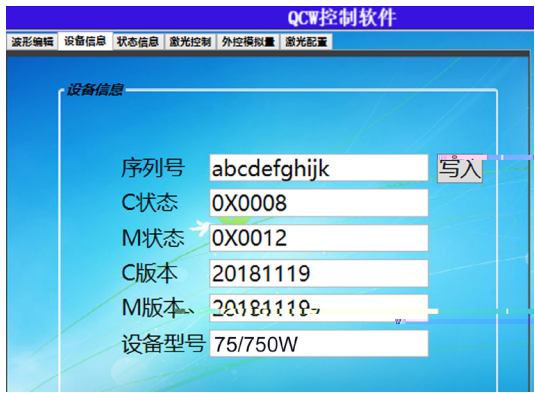 QCW控制软件
波形编辑 设备信息 状态信息 激光控制 外控模拟量 激光配置
设备信息
序列号 abcdefghijk 写入
C状态 0X0008
M状态 0X0012
C版本 20181119
M版本
设备型号 75/750W